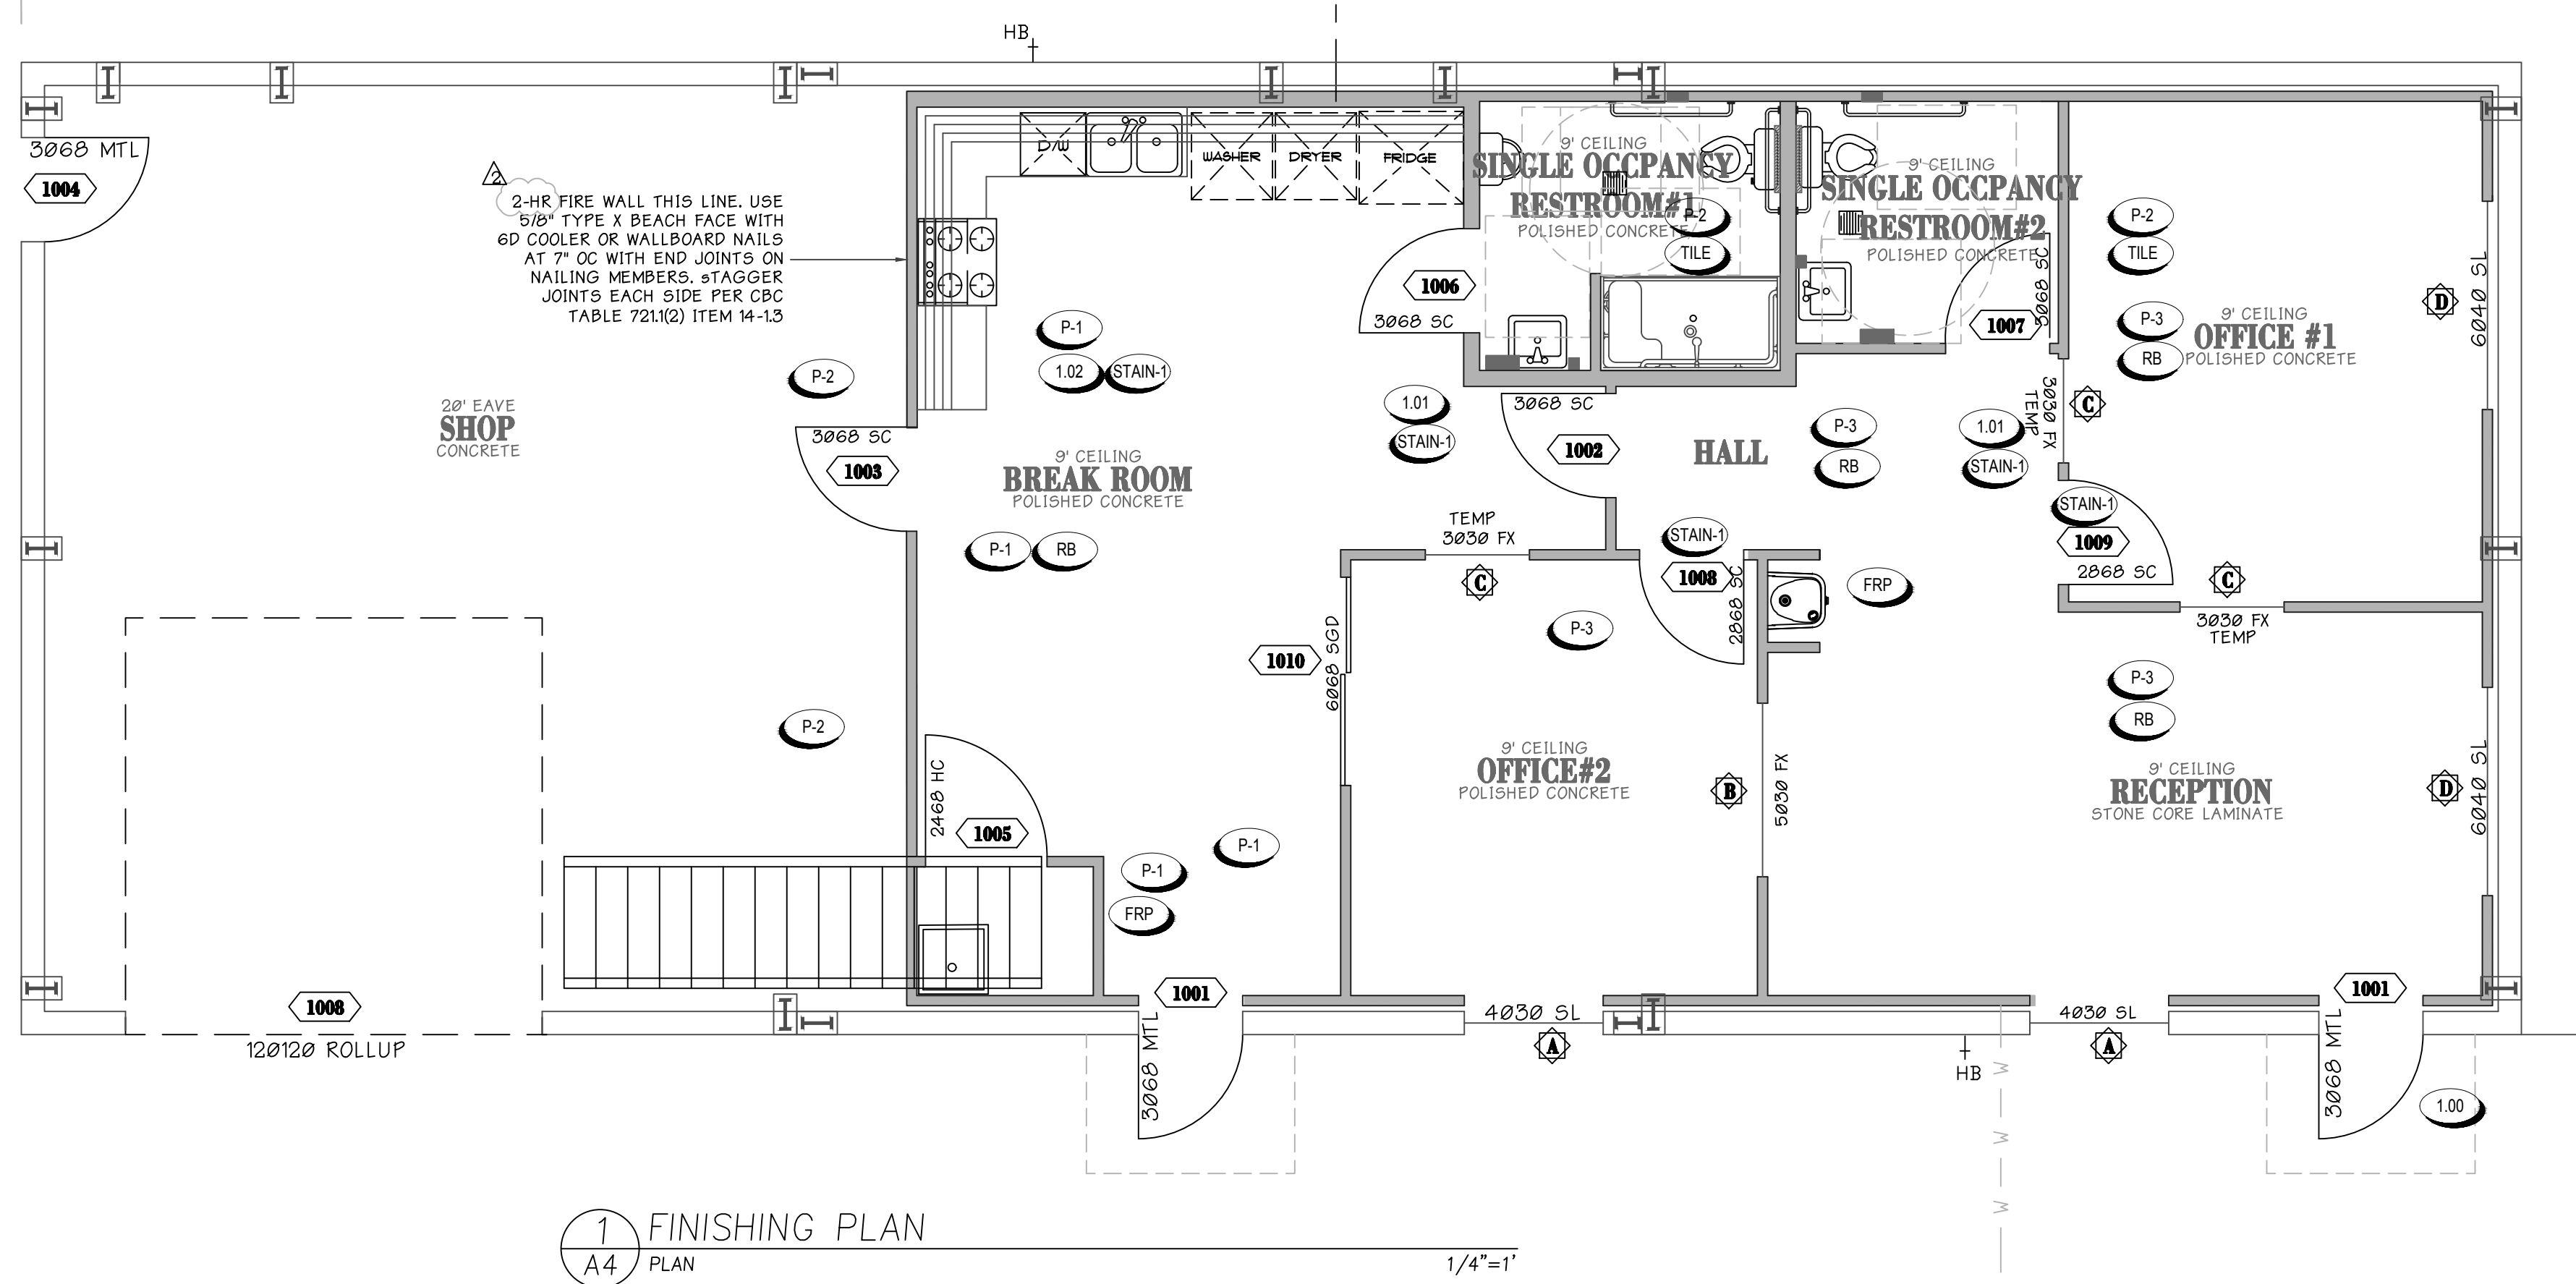 HB
3068 MTL
1004
2
2-HR FIRE WALL THIS LINE. USE
5/8" TYPE X BEACH FACE WITH
6D COOLER OR WALLBOARD NAILS
AT 7" OC WITH END JOINTS ON
NAILING MEMBERS. sTAGGER
JOINTS EACH SIDE PER CBC
TABLE 721.1(2) ITEM 14-1.3
20' EAVE
SHOP
CONCRETE
P-2
3068 SC
1003
P-2
1008
120120 ROLLUP
D/W
WASHER
DRYER
FRIDGE
P-1
1.02
STAIN-1
9' CEILING
BREAK ROOM
POLISHED CONCRETE
P-1
RB
2468 HC
1005
P-1
FRP
P-1
1001
3068 MTL
9' CEILING
SINGLE OCCPANCY
RESTROOM#1
POLISHED CONCRETE
P-2
TILE
1006
3068 SC
9' CEILING
SINGLE OCCPANCY
RESTROOM#2
POLISHED CONCRETE
3068 SC
1007
1.01
STAIN-1
3068 SC
1002
HALL
P-3
RB
1.01
STAIN-1
3030 FX
TEMP
C
P-2
TILE
P-3
RB
9' CEILING
OFFICE #1
POLISHED CONCRETE
D
6040 SL
STAIN-1
1009
2868 SC
C
3030 FX
TEMP
TEMP
3030 FX
C
STAIN-1
1008
2868 SC
FRP
1010
6068 SGD
P-3
9' CEILING
OFFICE#2
POLISHED CONCRETE
B
5030 FX
P-3
RB
9' CEILING
RECEPTION
STONE CORE LAMINATE
D
6040 SL
4030 SL
A
HB
W
W
W
4030 SL
A
1001
3068 MTL
1.00
1
A4
FINISHING PLAN
PLAN
1/4"=1'